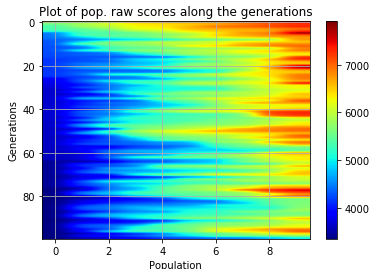 Plot of pop. raw scores along the generations
0
20
40
60
80
Generations
0 2 4 6 8
Population
7000
6000
5000
4000